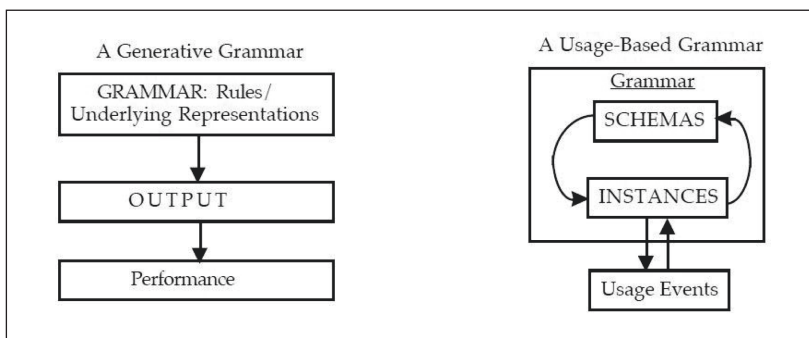 A Generative Grammar
GRAMMAR: Rules/
Underlying Representations
OUTPUT
Performance
A Usage-Based Grammar
Grammar
SCHEMAS
INSTANCES
Usage Events